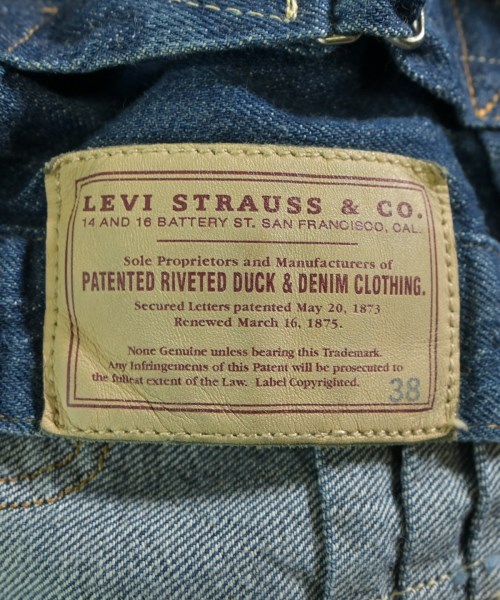 LEVI STRAUSS & CO.
14 AND 16 BATTERY ST. SAN FRANCISCO, CAL.
Sole Proprietors and Manufacturers of
PATENTED RIVETED DUCK & DENIM CLOTHING.
Secured Letters patented May 20, 1873
Renewed March 16, 1875.
None Genuine unless bearing this Trademark.
Any Infringements of this Patent will be prosecuted to
the fullest extent of the Law. Label Copyrighted.
38